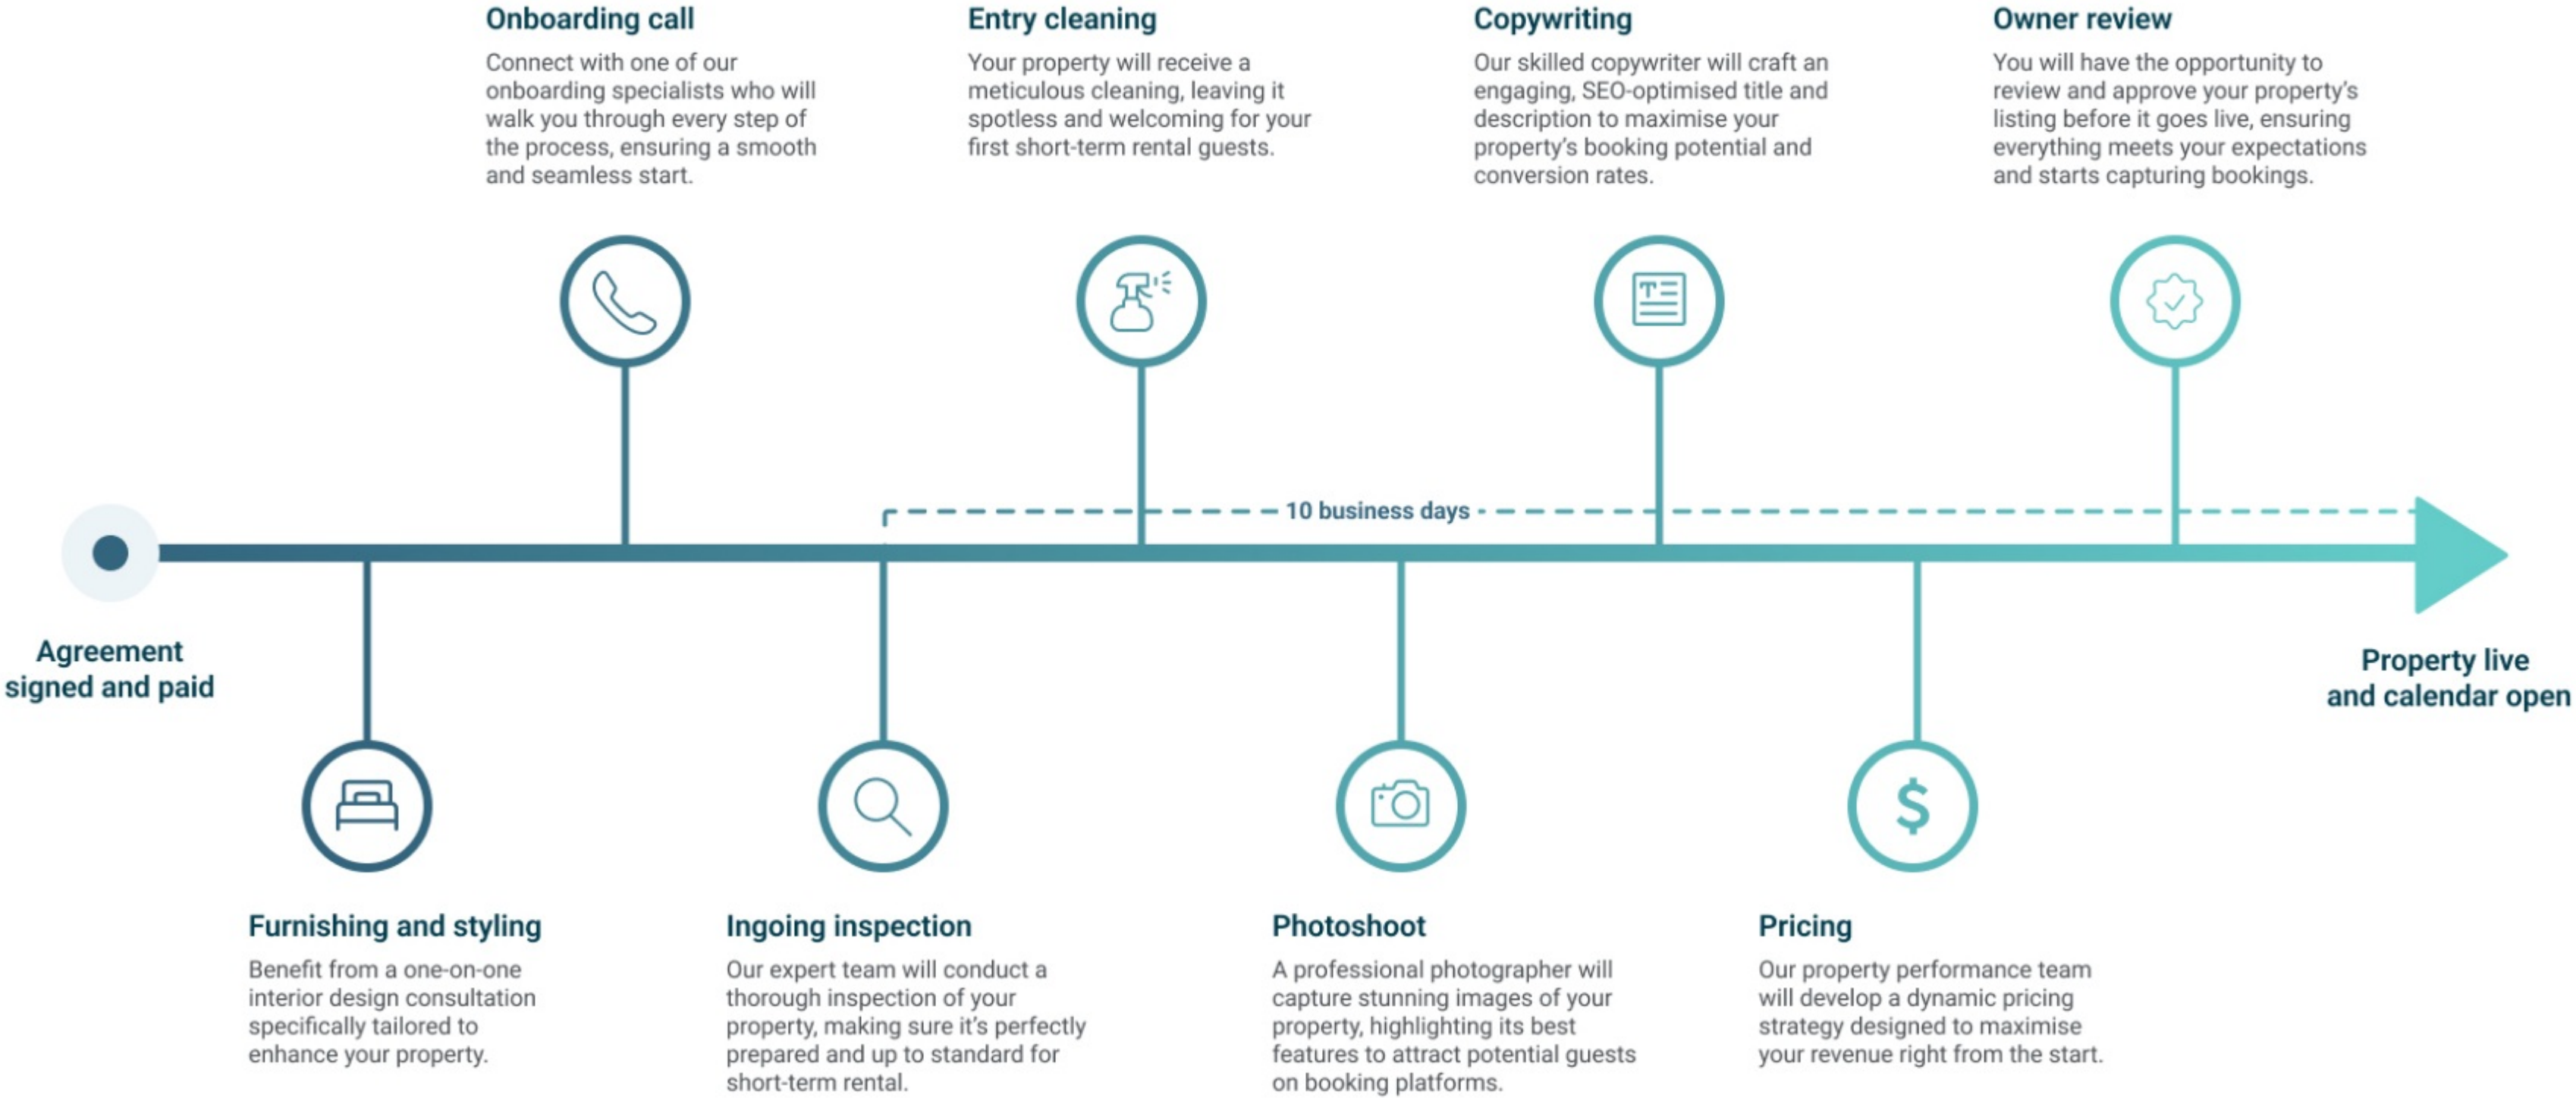 Onboarding call
Connect with one of our
onboarding specialists who will
walk you through every step of
the process, ensuring a smooth
and seamless start.
Entry cleaning
Your property will receive a
meticulous cleaning, leaving it
spotless and welcoming for your
first short-term rental guests.
Copywriting
Our skilled copywriter will craft an
engaging, SEO-optimised title and
description to maximise your
property's booking potential and
conversion rates.
Owner review
You will have the opportunity to
review and approve your property's
listing before it goes live, ensuring
everything meets your expectations
and starts capturing bookings.
10 business days
Agreement
signed and paid
Property live
and calendar open
Furnishing and styling
Benefit from a one-on-one
interior design consultation
specifically tailored to
enhance your property.
Ingoing inspection
Our expert team will conduct a
thorough inspection of your
property, making sure it's perfectly
prepared and up to standard for
short-term rental.
Photoshoot
A professional photographer will
capture stunning images of your
property, highlighting its best
features to attract potential guests
on booking platforms.
$
Pricing
Our property performance team
will develop a dynamic pricing
strategy designed to maximise
your revenue right from the start.